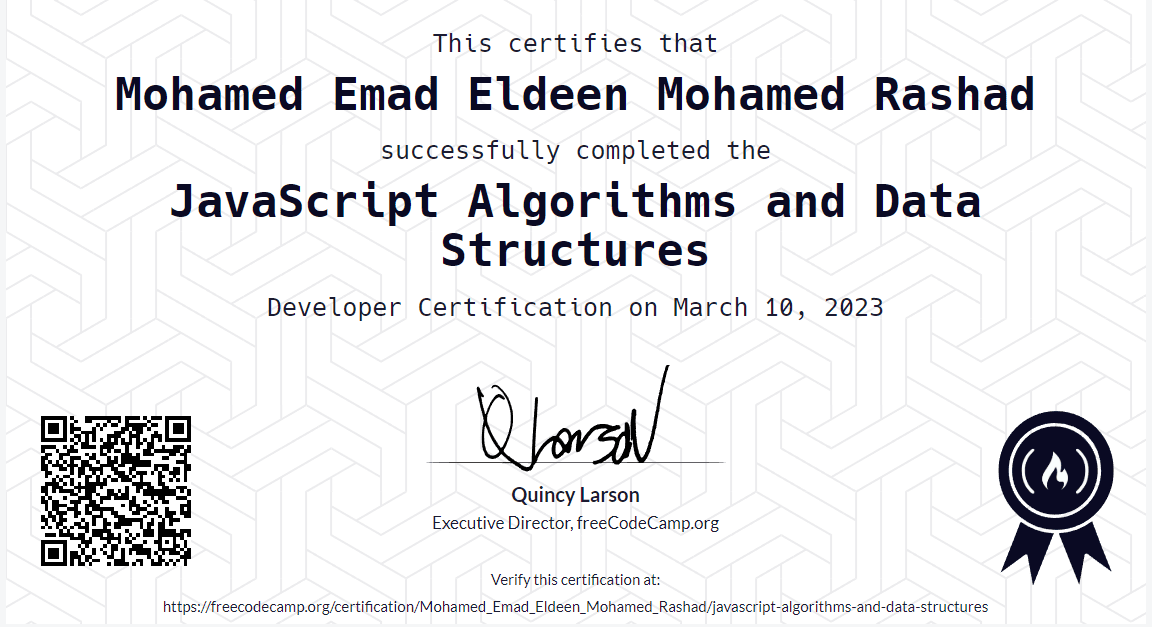 This certifies that
Mohamed Emad Eldeen Mohamed Rashad
successfully completed the
JavaScript Algorithms and Data
Structures
Developer Certification on March 10, 2023
Q Larson
Quincy Larson
Executive Director, freeCodeCamp.org
Verify this certification at:
https://freecodecamp.org/certification/Mohamed_Emad_Eldeen_Mohamed_Rashad/javascript-algorithms-and-data-structures